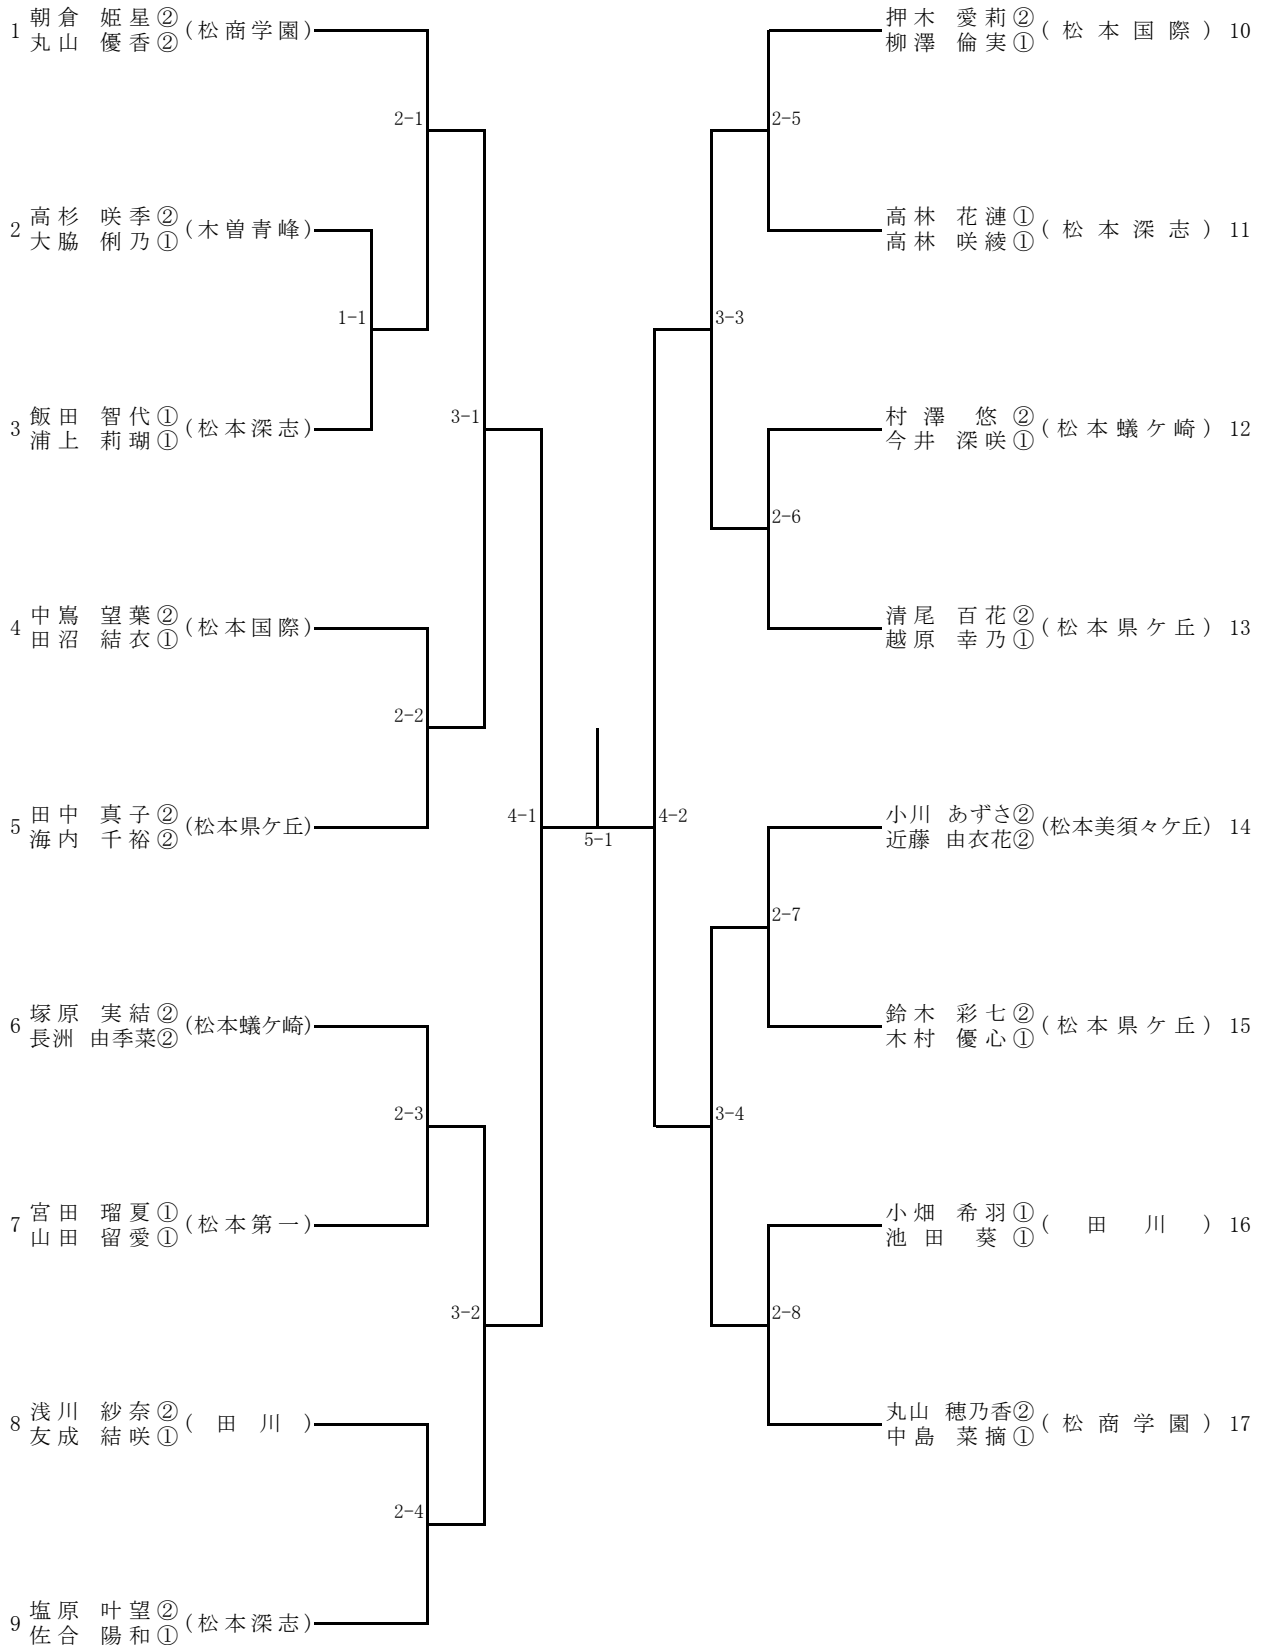 1 朝倉 姫星② (松商学園)
丸山 優香②
2-1
2 高杉 咲季② (木曽青峰)
大脇 俐乃①
1-1
3 飯田 智代① (松本深志)
浦上 莉瑚①
3-1
4 中嶌 望葉② (松本国際)
田沼 結衣①
2-2
5 田中 真子② (松本県ケ丘)
海内 千裕②
4-1
5-1
6 塚原 実結② (松本蟻ケ崎)
長洲 由季菜②
2-3
7 宮田 瑠夏① (松本第一)
山田 留愛①
3-2
8 浅川 紗奈② (田川)
友成 結咲①
2-4
9 塩原 叶望② (松本深志)
佐合 陽和①
押木 愛莉② (松本国際) 10
柳澤 倫実①
2-5
高林 花漣① (松本深志) 11
高林 咲綾①
3-3
村澤 悠② (松本蟻ケ崎) 12
今井 深咲①
2-6
清尾 百花② (松本県ケ丘) 13
越原 幸乃①
4-2
小川 あずさ② (松本美須々ケ丘) 14
近藤 由衣花②
2-7
鈴木 彩七② (松本県ケ丘) 15
木村 優心①
3-4
小畑 希羽① (田川) 16
池田 葵①
2-8
丸山 穂乃香② (松商学園) 17
中島 菜摘①